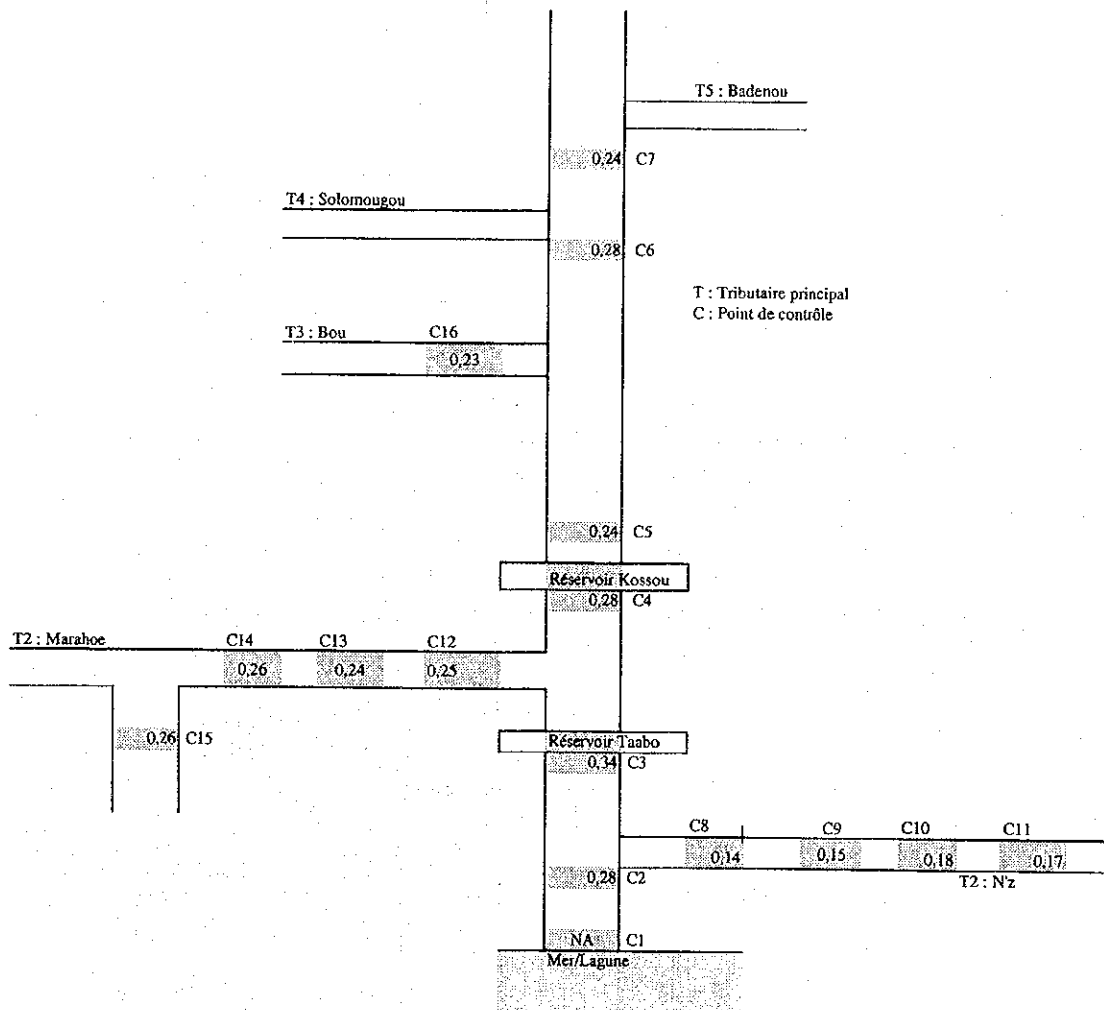 T5 : Badenou
0,24 C7
T4 : Solomougou
0,28 C6
T : Tributaire principal
C : Point de contrôle
T3 : Bou C16
0,23
0,24 C5
Réservoir Kossou
0,28 C4
T2 : Marahoe C14 C13 C12
0,26 0,24 0,25
0,26 C15
Réservoir Taabo
0,34 C3
C8 C9 C10 C11
0,14 0,15 0,18 0,17
0,28 C2
T2 : N'z
NA C1
Mer/Lagune